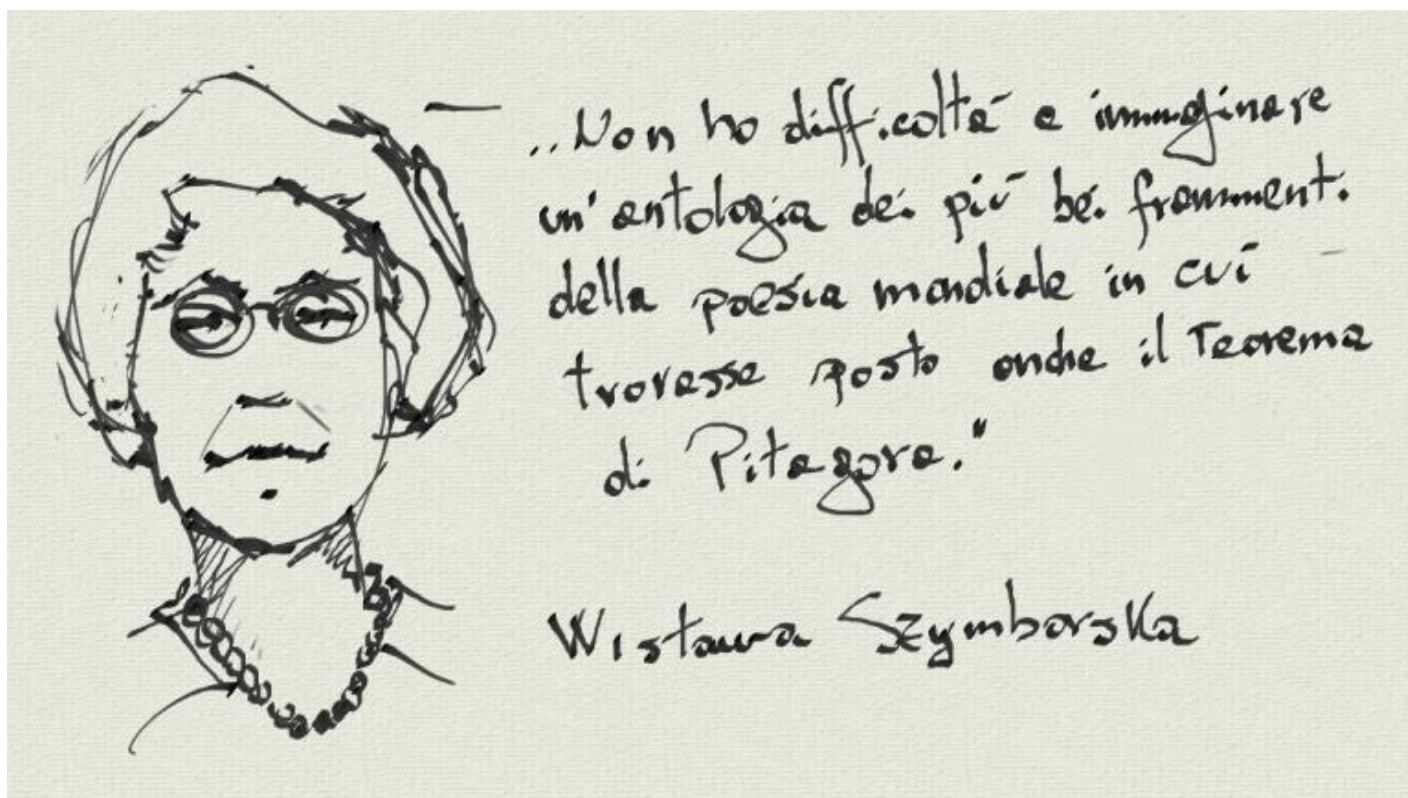 "Non ho difficoltà a immaginare
un'antologia dei più bei frammenti
della poesia mondiale in cui
trovasse posto anche il Teorema
di Pitagora."
Wisława Szymborska